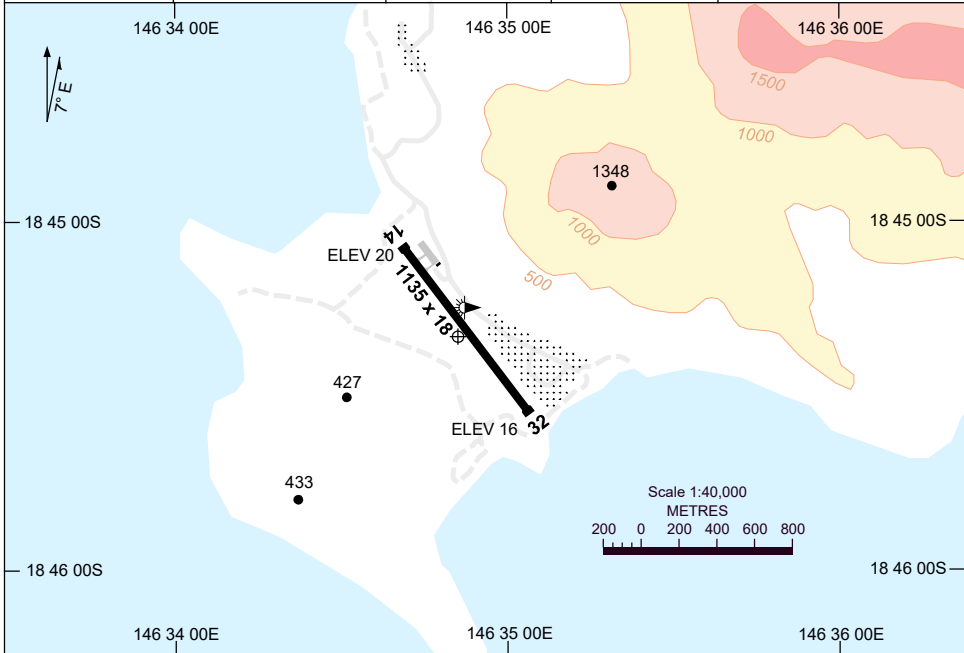 146 34 00E
146 35 00E
146 36 00E
7° E
1500
1000
1348
18 45 00S
18 45 00S
1000
14
ELEV 20
500
1135 x 18
427
ELEV 16
32
433
Scale 1:40,000
METRES
200 0 200 400 600 800
18 46 00S
18 46 00S
146 34 00E
146 35 00E
146 36 00E